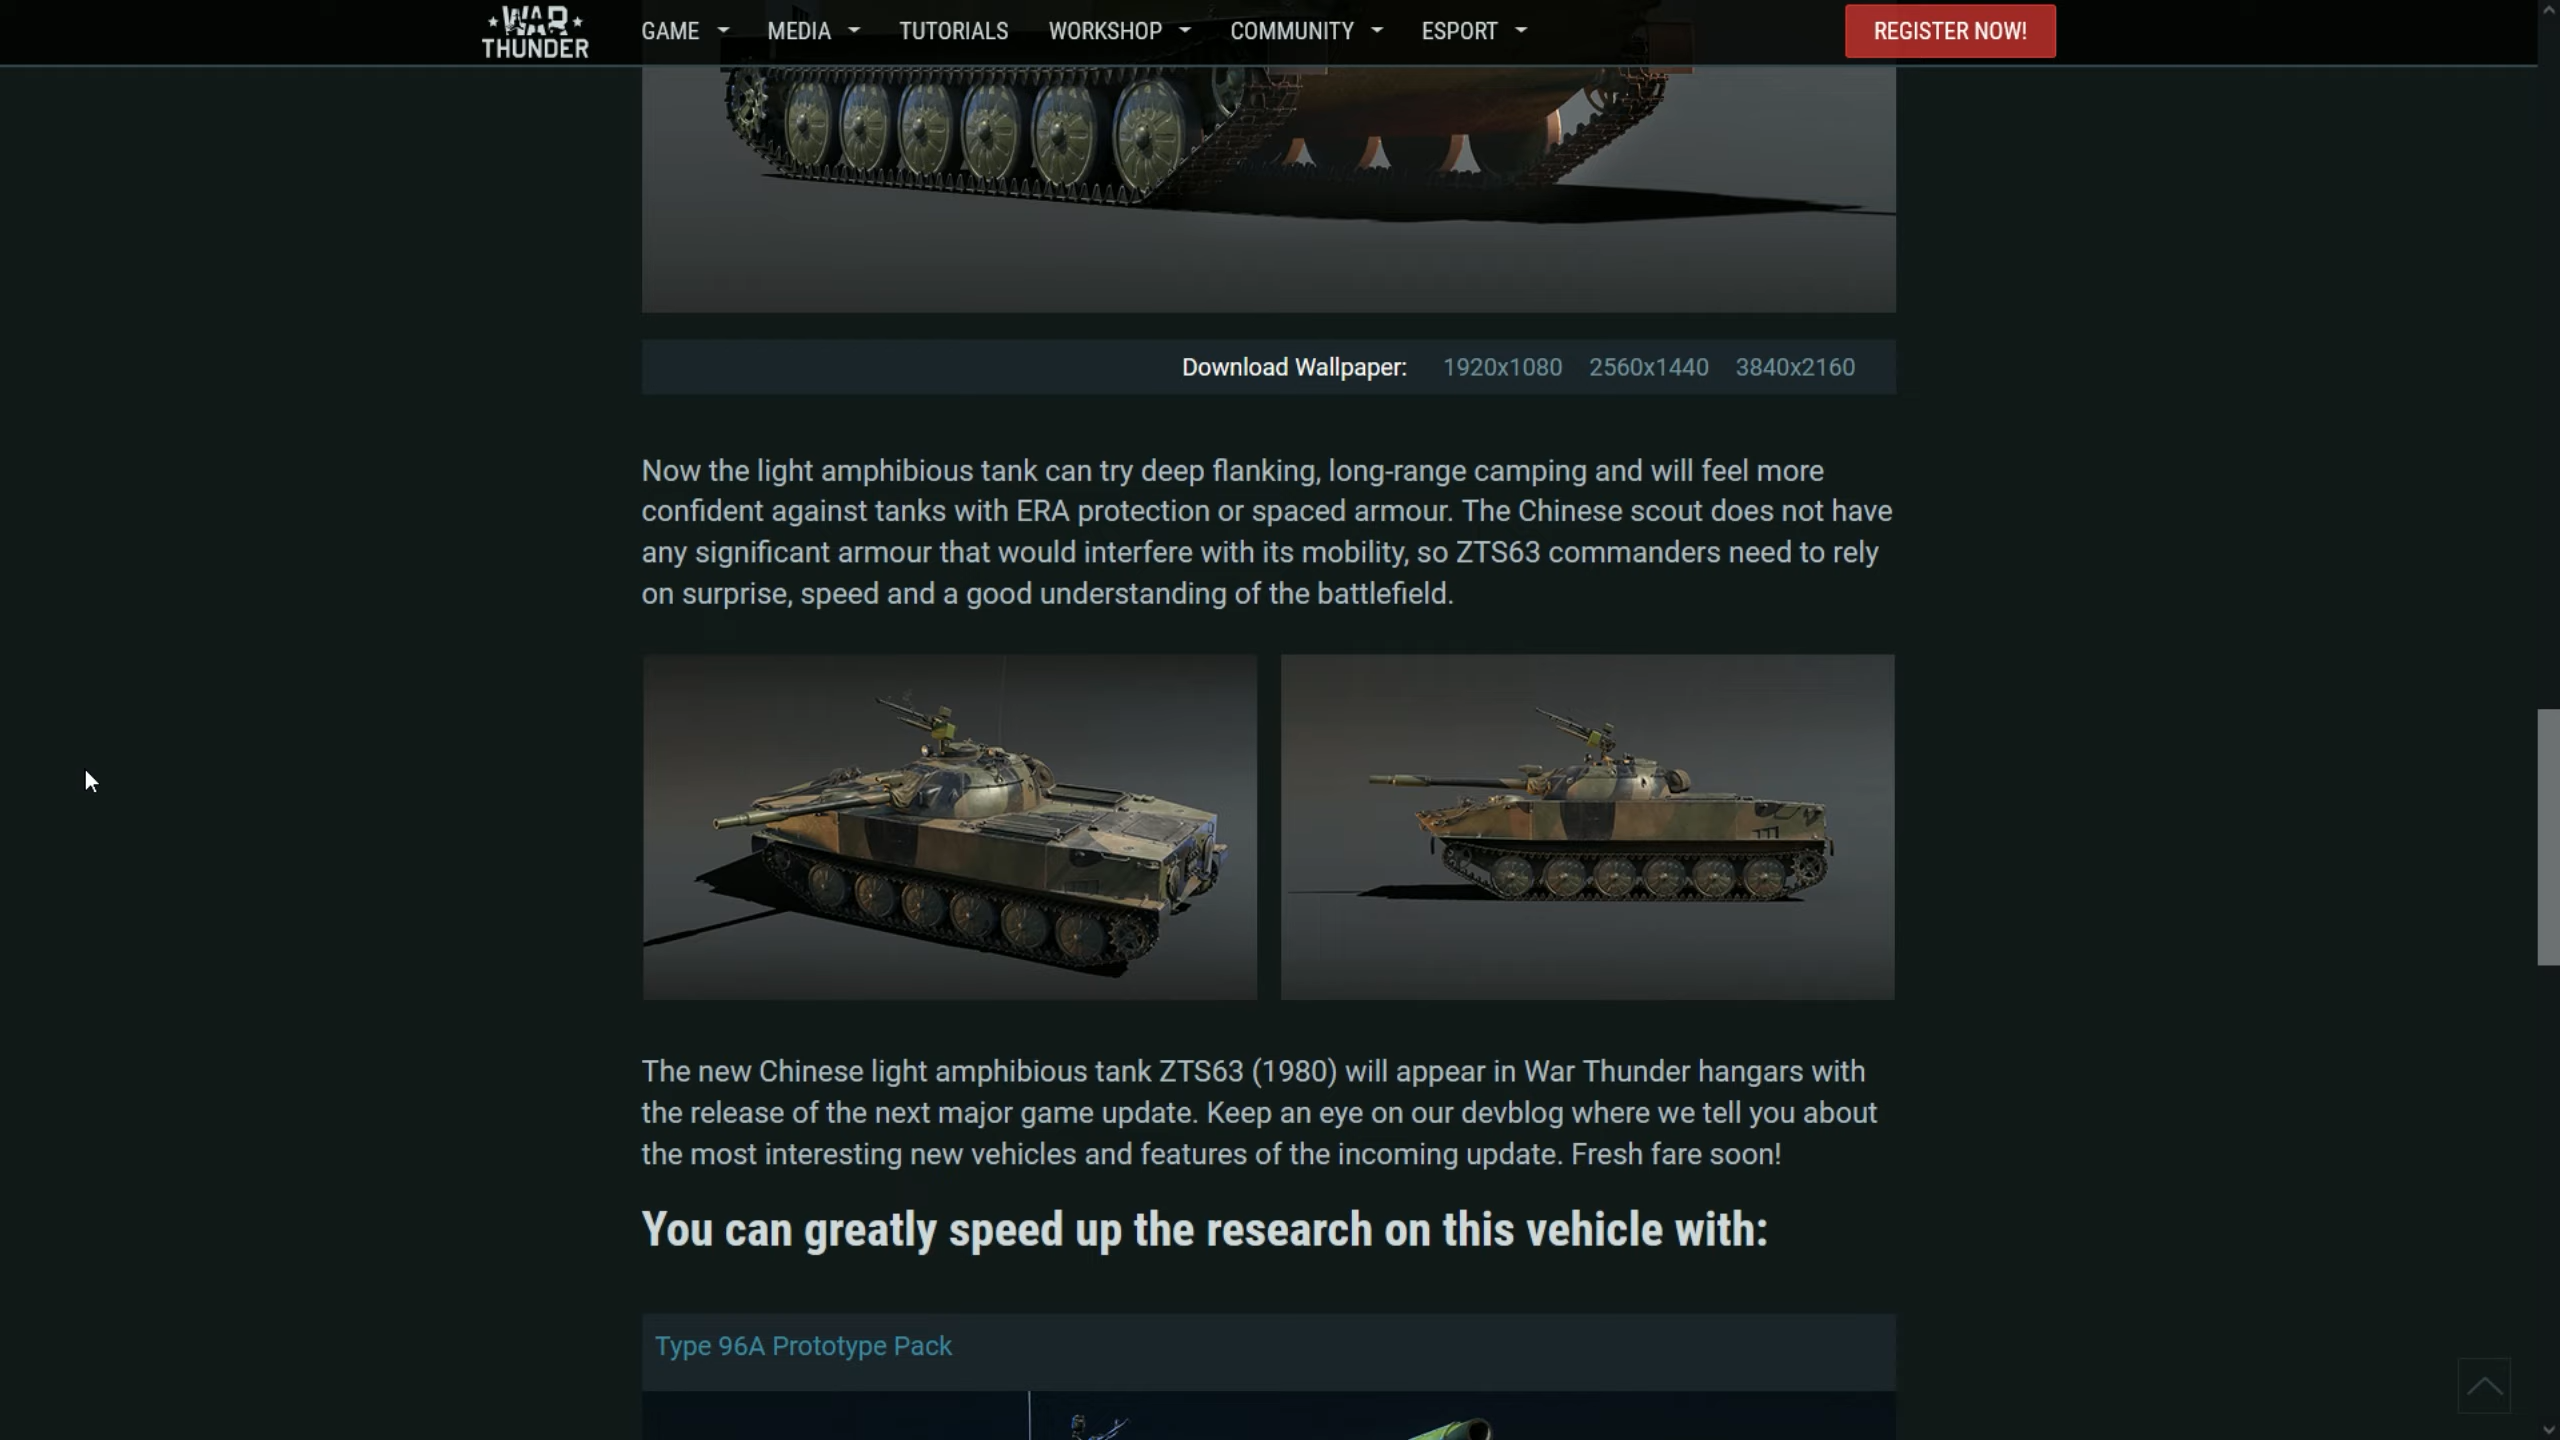 WAR
THUNDER
GAME MEDIA TUTORIALS WORKSHOP COMMUNITY ESPORT REGISTER NOW!
Download Wallpaper: 1920x1080 2560x1440 3840x2160
Now the light amphibious tank can try deep flanking, long-range camping and will feel more
confident against tanks with ERA protection or spaced armour. The Chinese scout does not have
any significant armour that would interfere with its mobility, so ZTS63 commanders need to rely
on surprise, speed and a good understanding of the battlefield.
The new Chinese light amphibious tank ZTS63 (1980) will appear in War Thunder hangars with
the release of the next major game update. Keep an eye on our devblog where we tell you about
the most interesting new vehicles and features of the incoming update. Fresh fare soon!
You can greatly speed up the research on this vehicle with:
Type 96A Prototype Pack